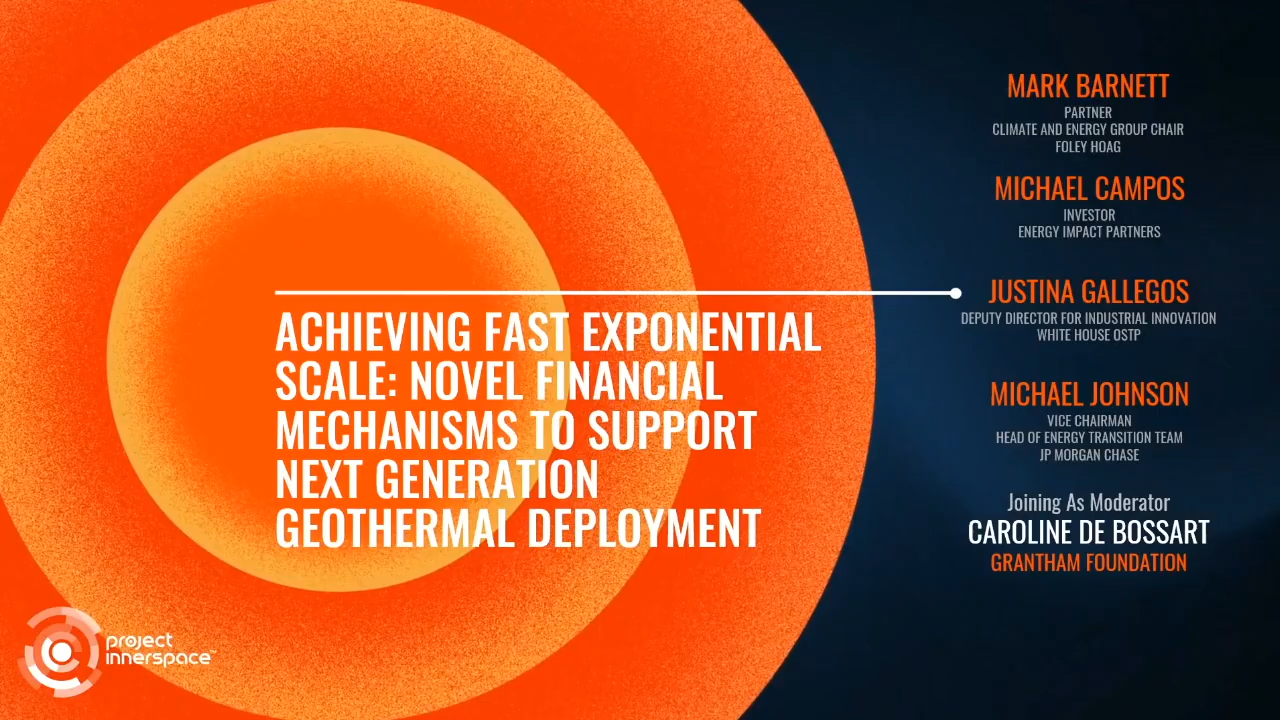 ACHIEVING FAST EXPONENTIAL
SCALE: NOVEL FINANCIAL
MECHANISMS TO SUPPORT
NEXT GENERATION
GEOTHERMAL DEPLOYMENT
MARK BARNETT
PARTNER
CLIMATE AND ENERGY GROUP CHAIR
FOLEY HOAG
MICHAEL CAMPOS
INVESTOR
ENERGY IMPACT PARTNERS
JUSTINA GALLEGOS
DEPUTY DIRECTOR FOR INDUSTRIAL INNOVATION
WHITE HOUSE OSTP
MICHAEL JOHNSON
VICE CHAIRMAN
HEAD OF ENERGY TRANSITION TEAM
JP MORGAN CHASE
Joining As Moderator
CAROLINE DE BOSSART
GRANTHAM FOUNDATION
project
innerspace™